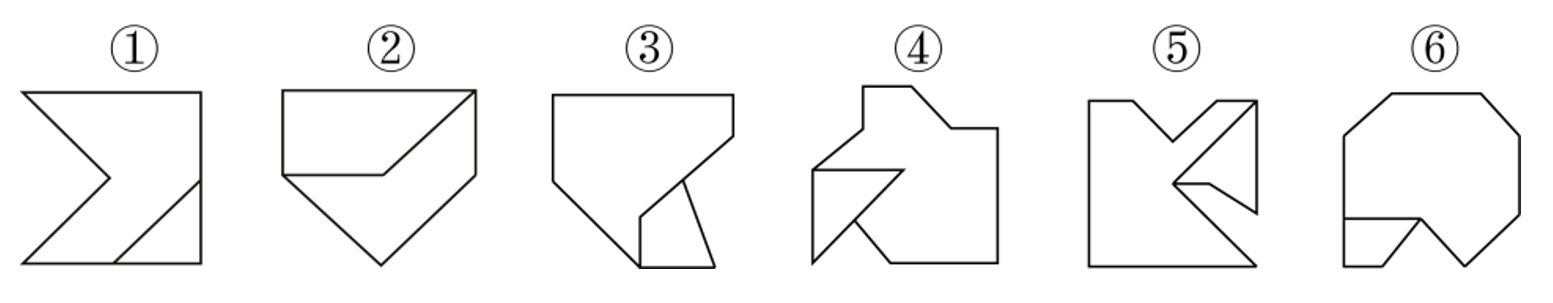 ① ② ③ ④ ⑤ ⑥